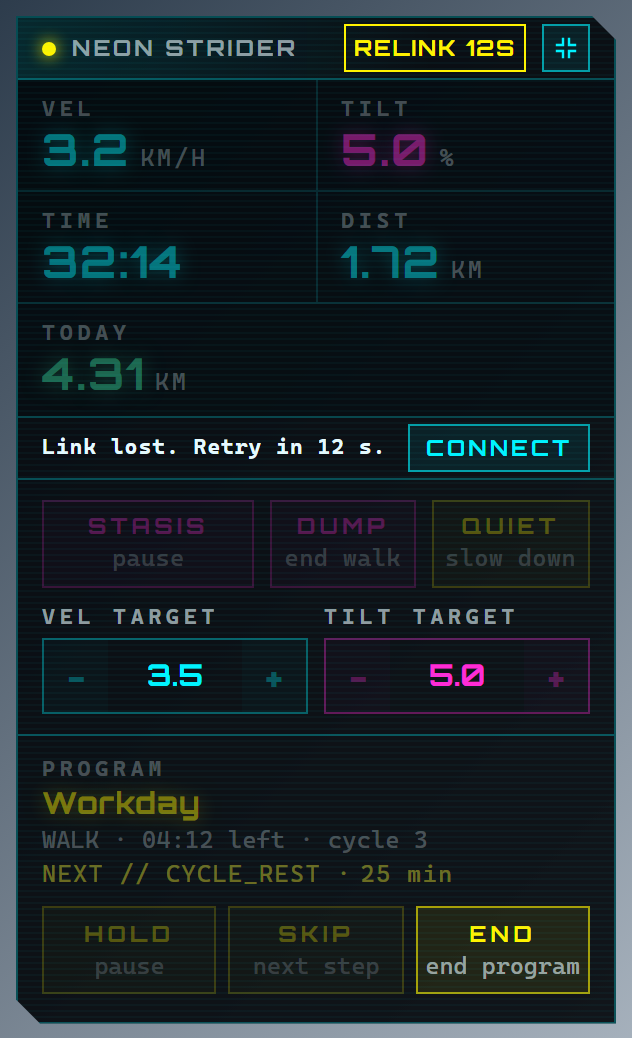 NEON STRIDER RELINK 12S
VEL TILT
3.2 KM/H 5.0 %
TIME DIST
32:14 1.72 KM
TODAY
4.31 KM
Link lost. Retry in 12 s. CONNECT
STASIS DUMP QUIET
pause end walk slow down
VEL TARGET TILT TARGET
- 3.5 + - 5.0 +
PROGRAM
Workday
WALK · 04:12 left · cycle 3
NEXT // CYCLE_REST · 25 min
HOLD SKIP END
pause next step end program